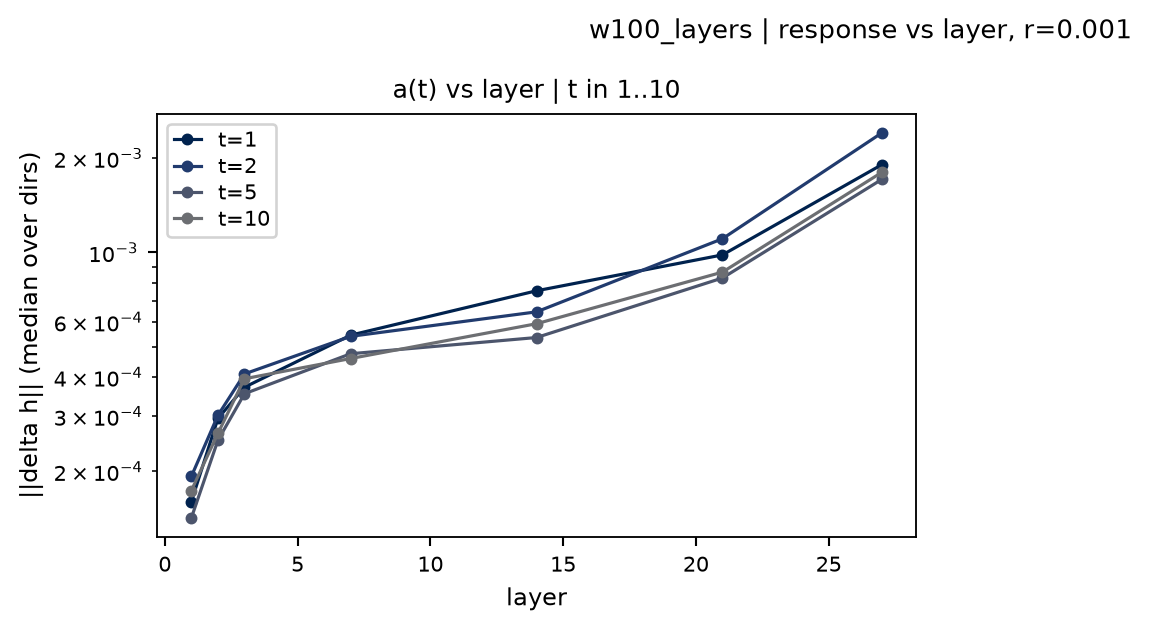 w100_layers | response vs layer, r=0.001
a(t) vs layer | t in 1..10
t=1
t=2
t=5
t=10
||delta h|| (median over dirs)
2 × 10⁻³
10⁻³
6 × 10⁻⁴
4 × 10⁻⁴
3 × 10⁻⁴
2 × 10⁻⁴
0 5 10 15 20 25
layer